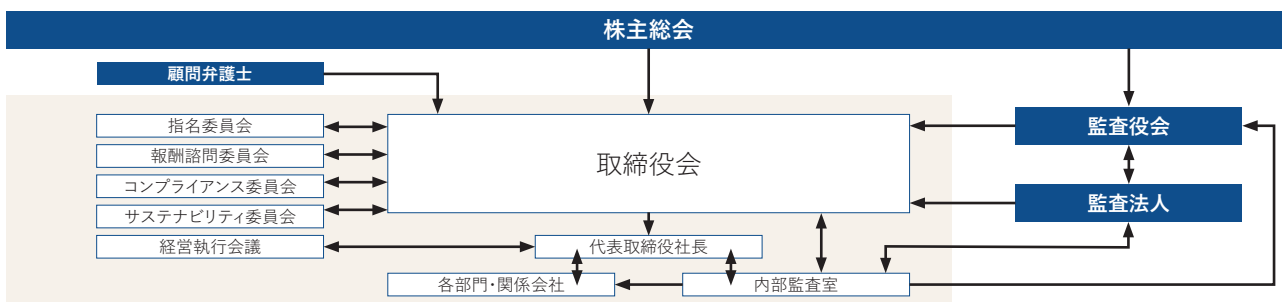 株主総会
顧問弁護士
指名委員会
報酬諮問委員会
コンプライアンス委員会
サステナビリティ委員会
経営執行会議
取締役会
代表取締役社長
各部門・関係会社
内部監査室
監査役会
監査法人